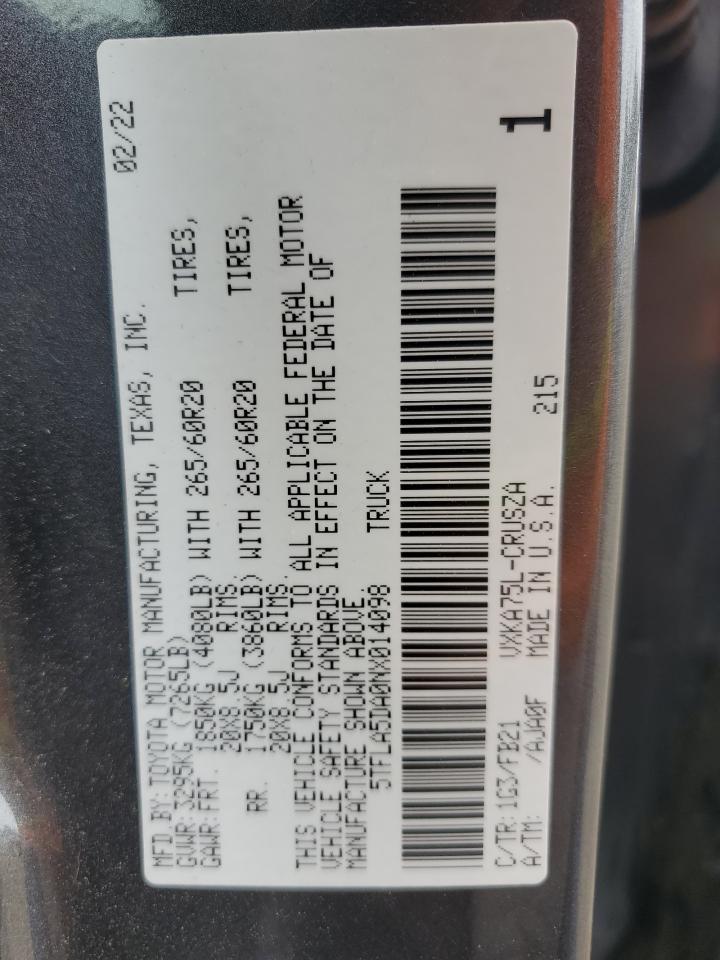 MFD.BY:TOYOTA MOTOR MANUFACTURING, TEXAS, INC. 02/22
GVWR: 3295KG (7265LB)
GAWR:FRT. 1850KG (4080LB) WITH 265/60R20 TIRES,
20X8.5J RIMS.
RR. 1750KG (3860LB) WITH 265/60R20 TIRES,
20X8.5J RIMS.
THIS VEHICLE CONFORMS TO ALL APPLICABLE FEDERAL MOTOR
VEHICLE SAFETY STANDARDS IN EFFECT ON THE DATE OF
MANUFACTURE SHOWN ABOVE.
5TFLA5DA0NX014098 TRUCK
C/TR: 1G3/FB21 VXKA75L-CRUSZA 1
A/TM: /AJA0F MADE IN U.S.A. 215